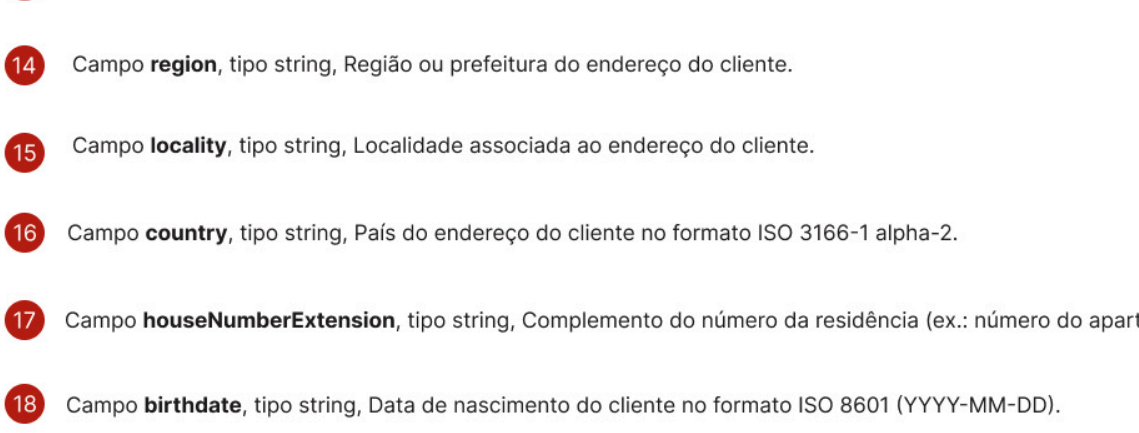 14 Campo region, tipo string, Região ou prefeitura do endereço do cliente.
15 Campo locality, tipo string, Localidade associada ao endereço do cliente.
16 Campo country, tipo string, País do endereço do cliente no formato ISO 3166-1 alpha-2.
17 Campo houseNumberExtension, tipo string, Complemento do número da residência (ex.: número do apart
18 Campo birthdate, tipo string, Data de nascimento do cliente no formato ISO 8601 (YYYY-MM-DD).